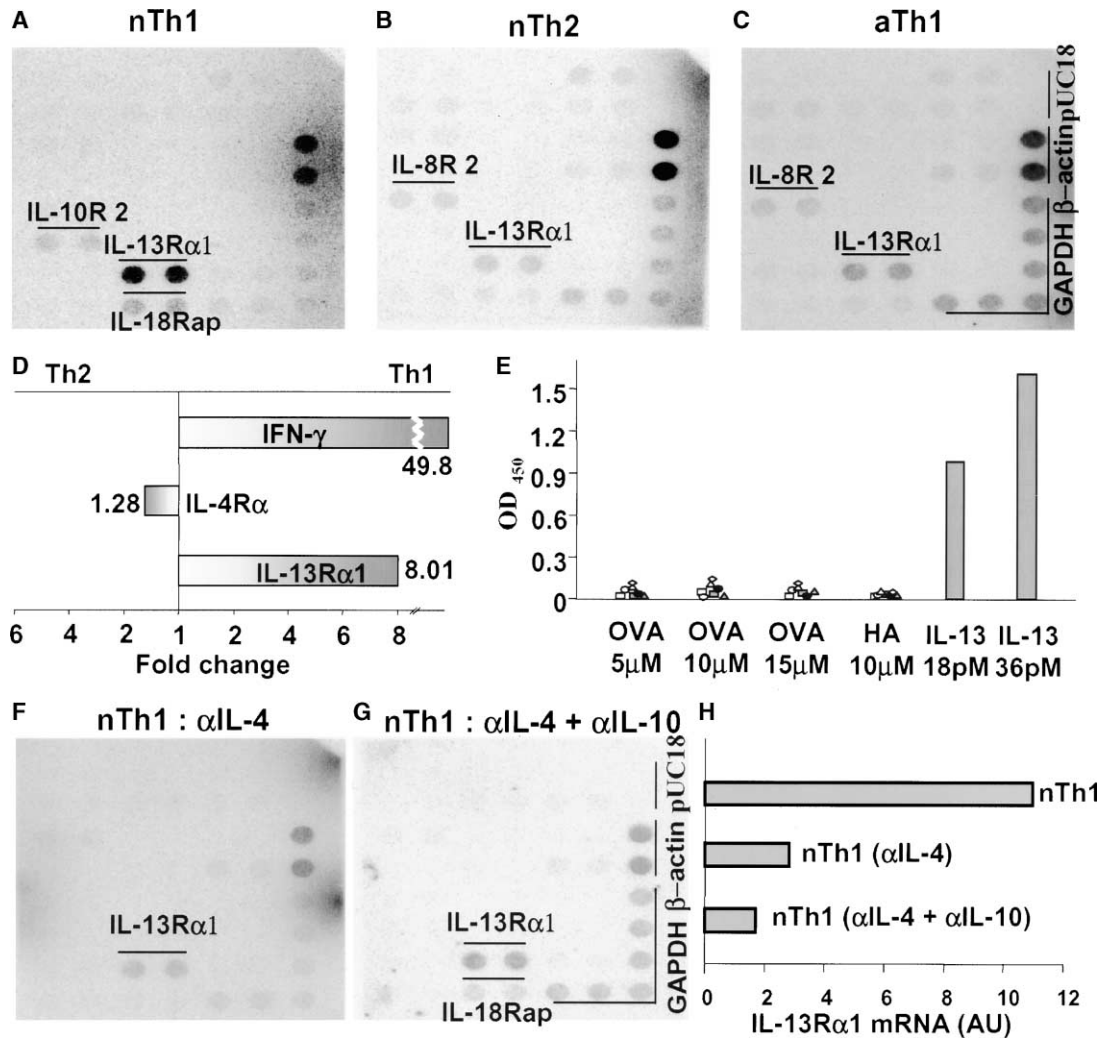 A
nTh1
IL-10R 2
IL-13Rα1
IL-18Rap
B
nTh2
IL-8R 2
IL-13Rα1
C
aTh1
IL-8R 2
IL-13Rα1
GAPDH β-actin pUC18
D
Th2
Th1
IFN-γ
49.8
1.28
IL-4Rα
IL-13Rα1
8.01
6 4 2 1 2 4 6 8
Fold change
E
OD 450
1.5
1.2
0.9
0.6
0.3
0
OVA OVA OVA HA IL-13 IL-13
5μM 10μM 15μM 10μM 18pM 36pM
F
nTh1 : αIL-4
IL-13Rα1
G
nTh1 : αIL-4 + αIL-10
IL-13Rα1
IL-18Rap
GAPDH β-actin pUC18
H
nTh1
nTh1 (αIL-4)
nTh1 (αIL-4 + αIL-10)
0 2 4 6 8 10 12
IL-13Rα1 mRNA (AU)